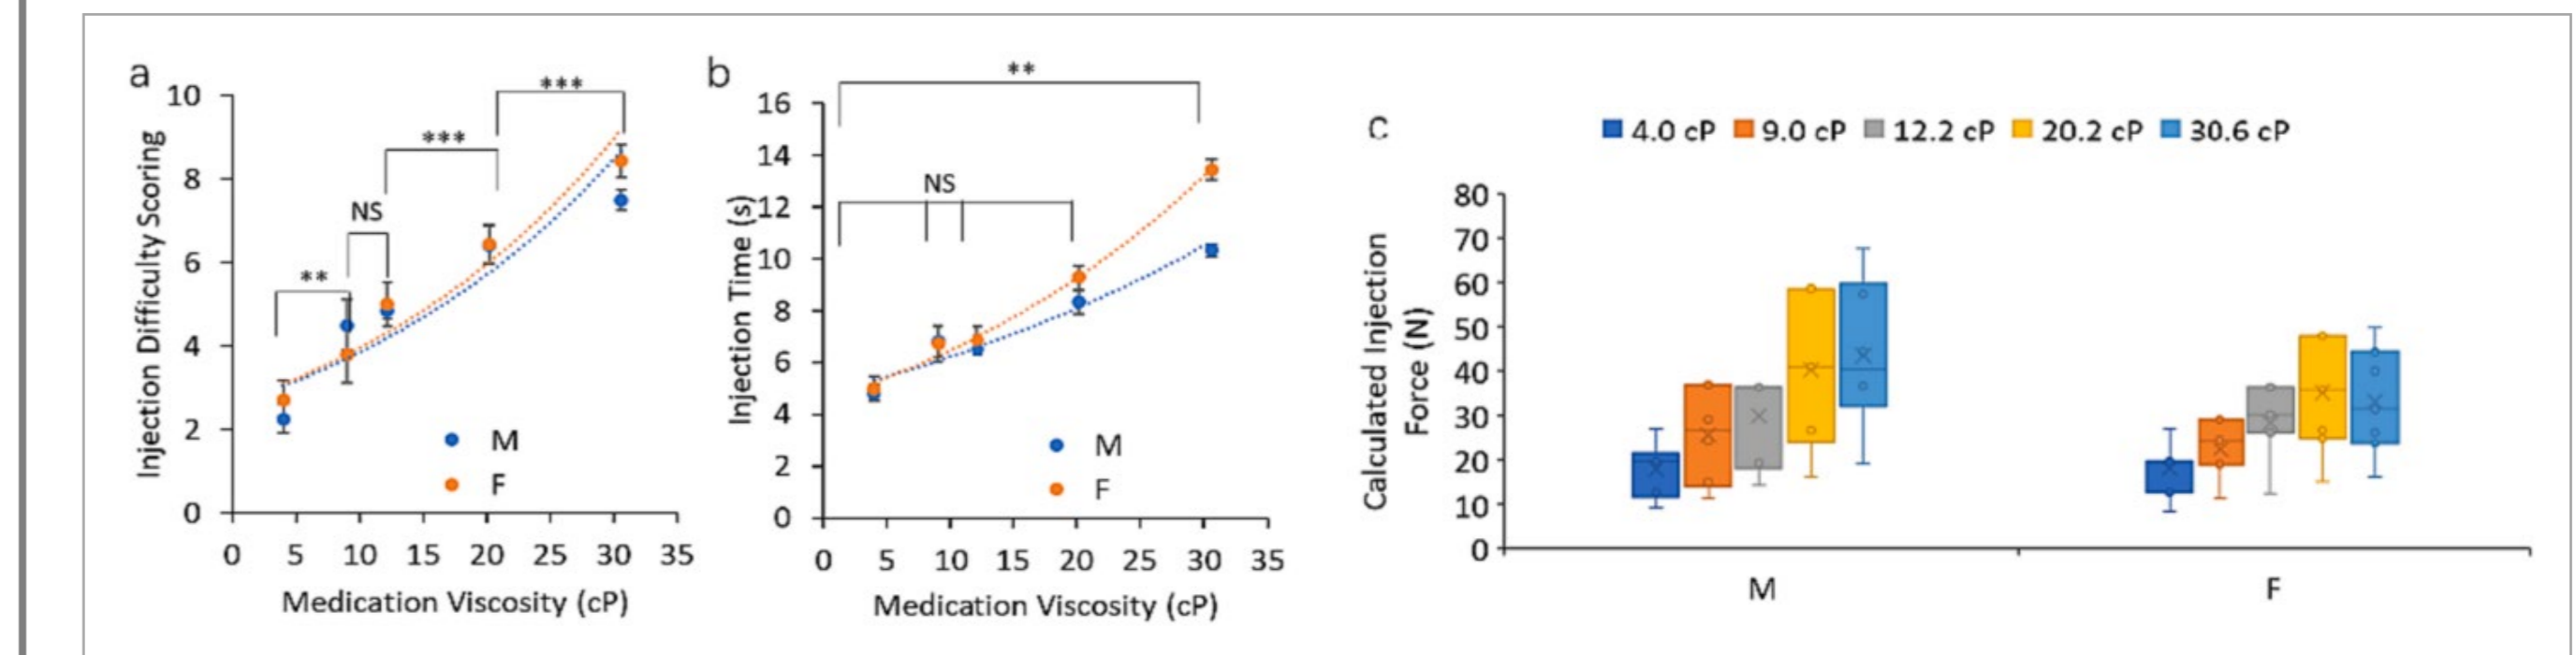 a
***
***
NS
**
10
8
6
4
2
0
Injection Difficulty Scoring
M
F
0 5 10 15 20 25 30 35
Medication Viscosity (cP)
b
**
NS
16
14
12
10
8
6
4
2
0
Injection Time (s)
M
F
0 5 10 15 20 25 30 35
Medication Viscosity (cP)
c
4.0 cP 9.0 cP 12.2 cP 20.2 cP 30.6 cP
80
70
60
50
40
30
20
10
0
Calculated Injection
Force (N)
M F